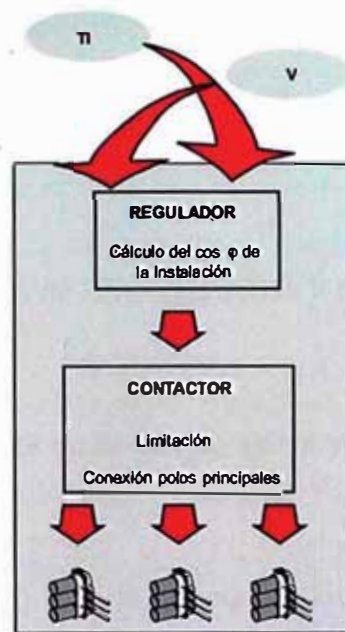 TI
V
REGULADOR
Cálculo del cos φ de
la Instalación
CONTACTOR
Limitación
Conexión polos principales